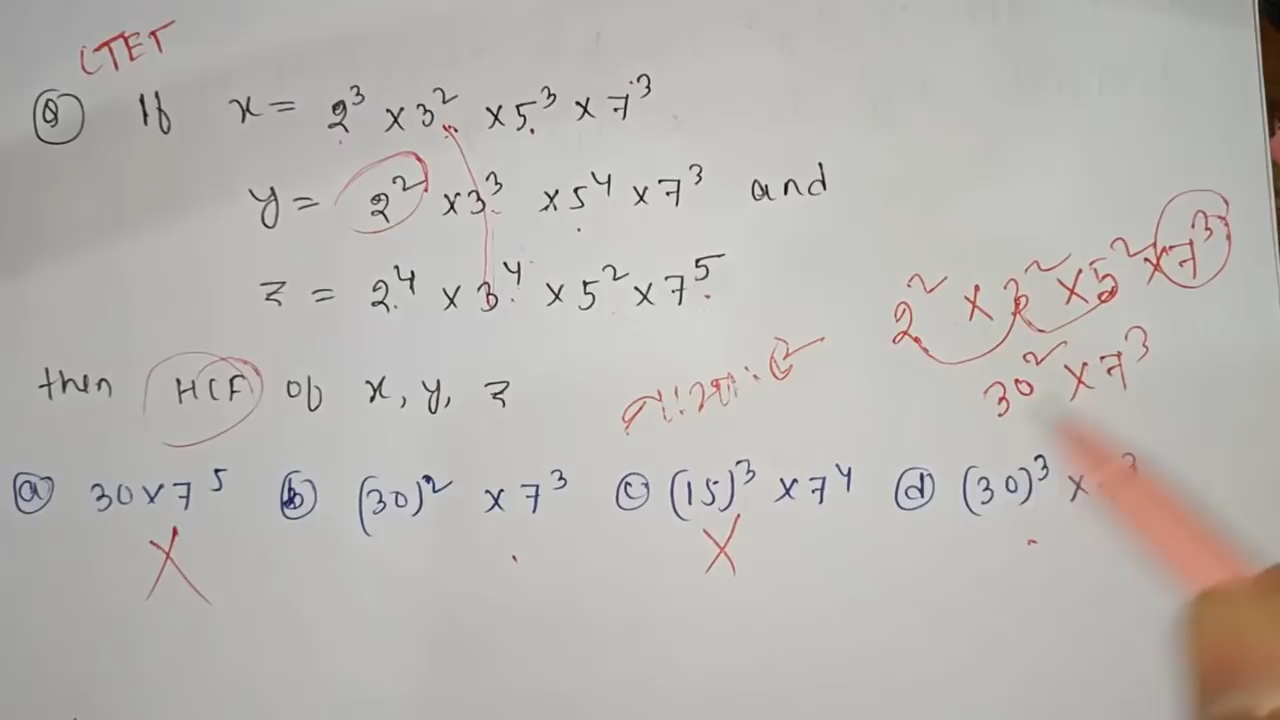 CTET
Q If x = 2³ × 3² × 5³ × 7³
y = 2² × 3³ × 5⁴ × 7³ and
z = 2⁴ × 3⁴ × 5² × 7⁵
2² × 3² × 5² × 7³
30² × 7³
then HCF of x, y, z
a 30 × 7⁵ b (30)² × 7³ c (15)³ × 7⁴ d (30)³ ×